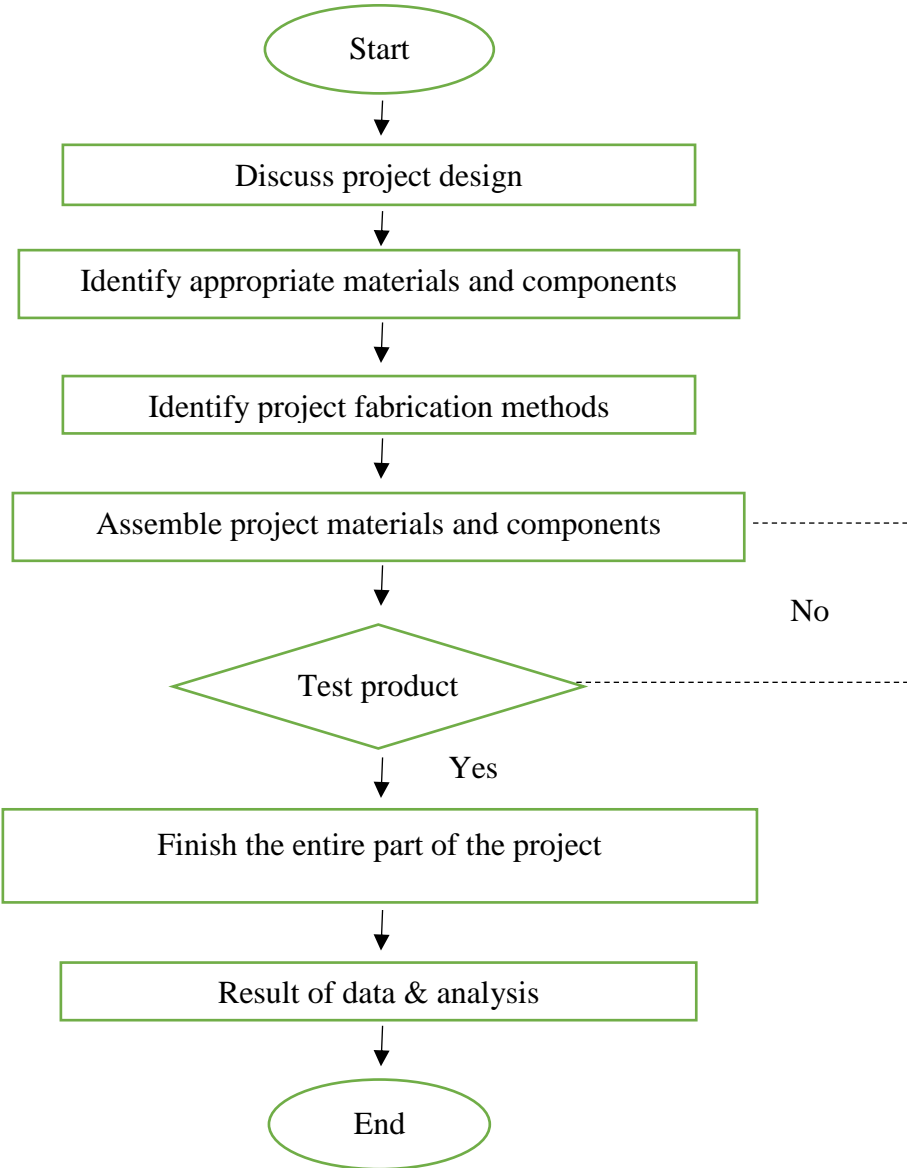 Start
Discuss project design
Identify appropriate materials and components
Identify project fabrication methods
Assemble project materials and components
No
Test product
Yes
Finish the entire part of the project
Result of data & analysis
End